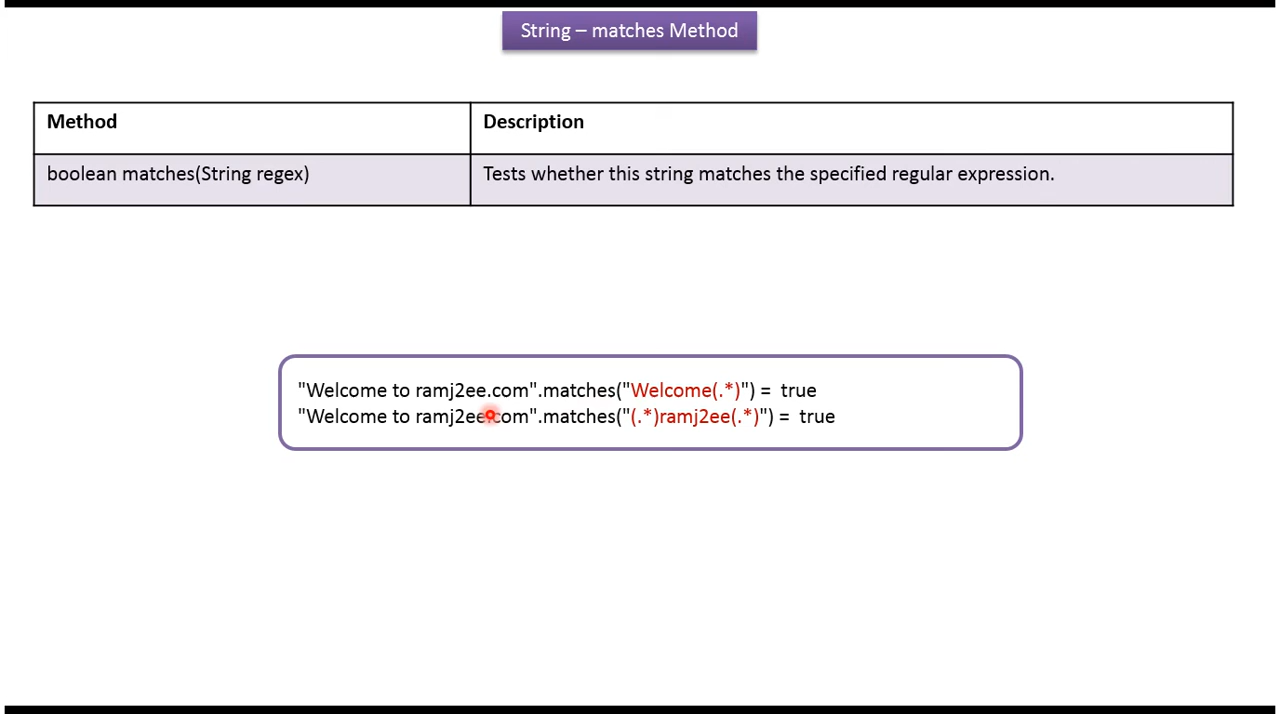 String – matches Method
Method
Description
boolean matches(String regex)
Tests whether this string matches the specified regular expression.
"Welcome to ramj2ee.com".matches("Welcome(.*)") = true
"Welcome to ramj2ee.com".matches("(.*)ramj2ee(.*)") = true